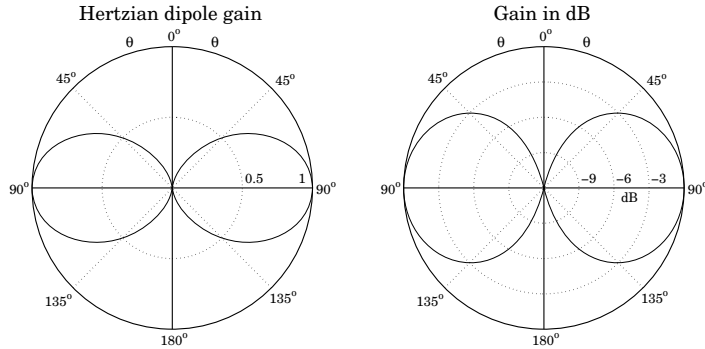 Hertzian dipole gain
θ 0° θ
45° 45°
90° 0.5 1 90°
135° 135°
180°
Gain in dB
θ 0° θ
45° 45°
90° −9 −6 −3 90°
dB
135° 135°
180°